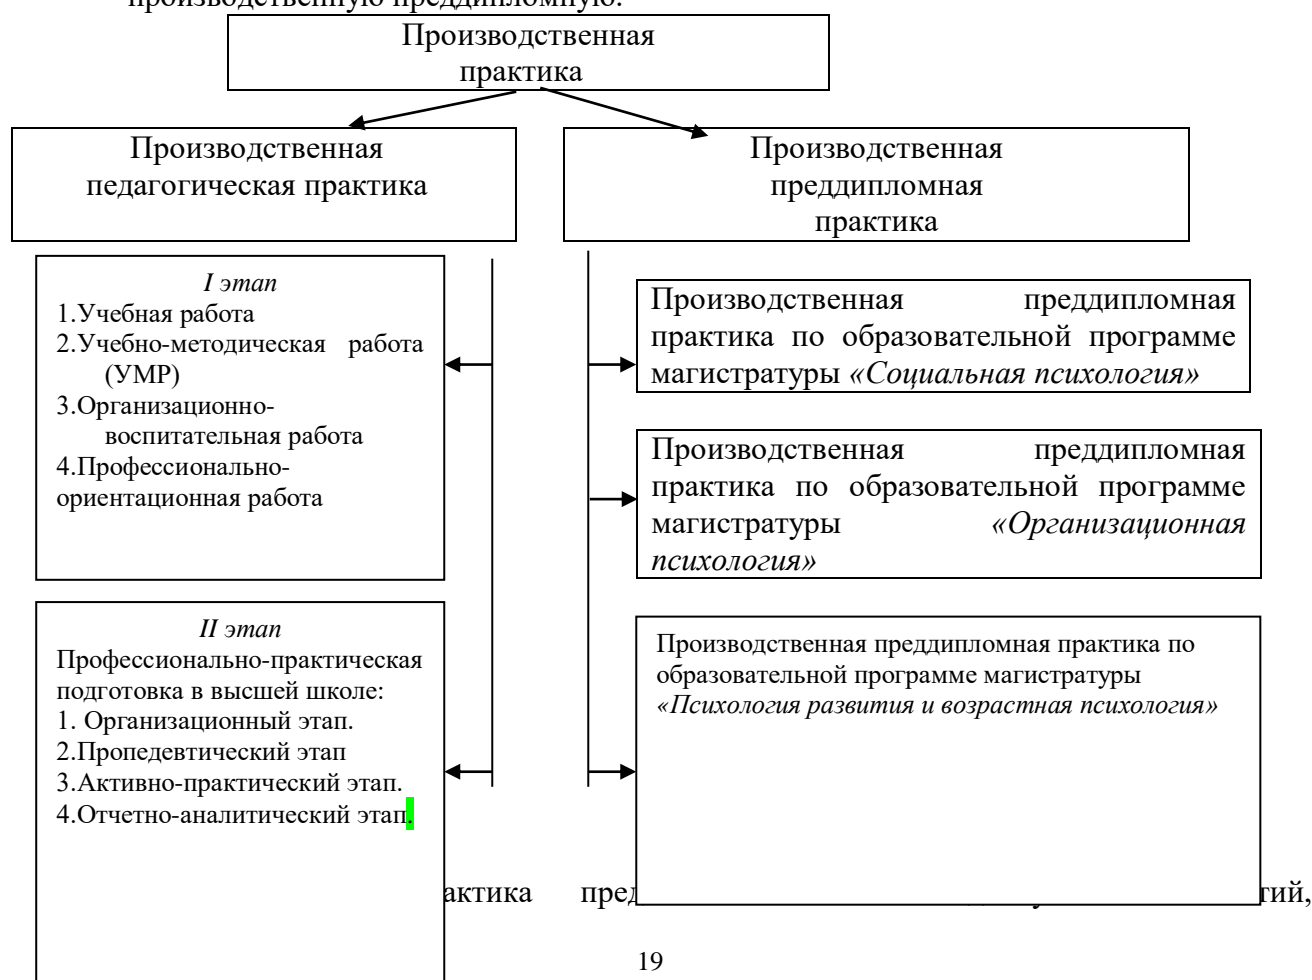 производственную преддипломную.
Производственная
практика
Производственная
педагогическая практика
Производственная
преддипломная
практика
I этап
1.Учебная работа
2.Учебно-методическая работа
(УМР)
3.Организационно-
воспитательная работа
4.Профессионально-
ориентационная работа
II этап
Профессионально-практическая
подготовка в высшей школе:
1. Организационный этап.
2.Пропедевтический этап
3.Активно-практический этап.
4.Отчетно-аналитический этап.
Производственная преддипломная
практика по образовательной программе
магистратуры «Социальная психология»
Производственная преддипломная
практика по образовательной программе
магистратуры «Организационная
психология»
Производственная преддипломная практика по
образовательной программе магистратуры
«Психология развития и возрастная психология»
актика
19